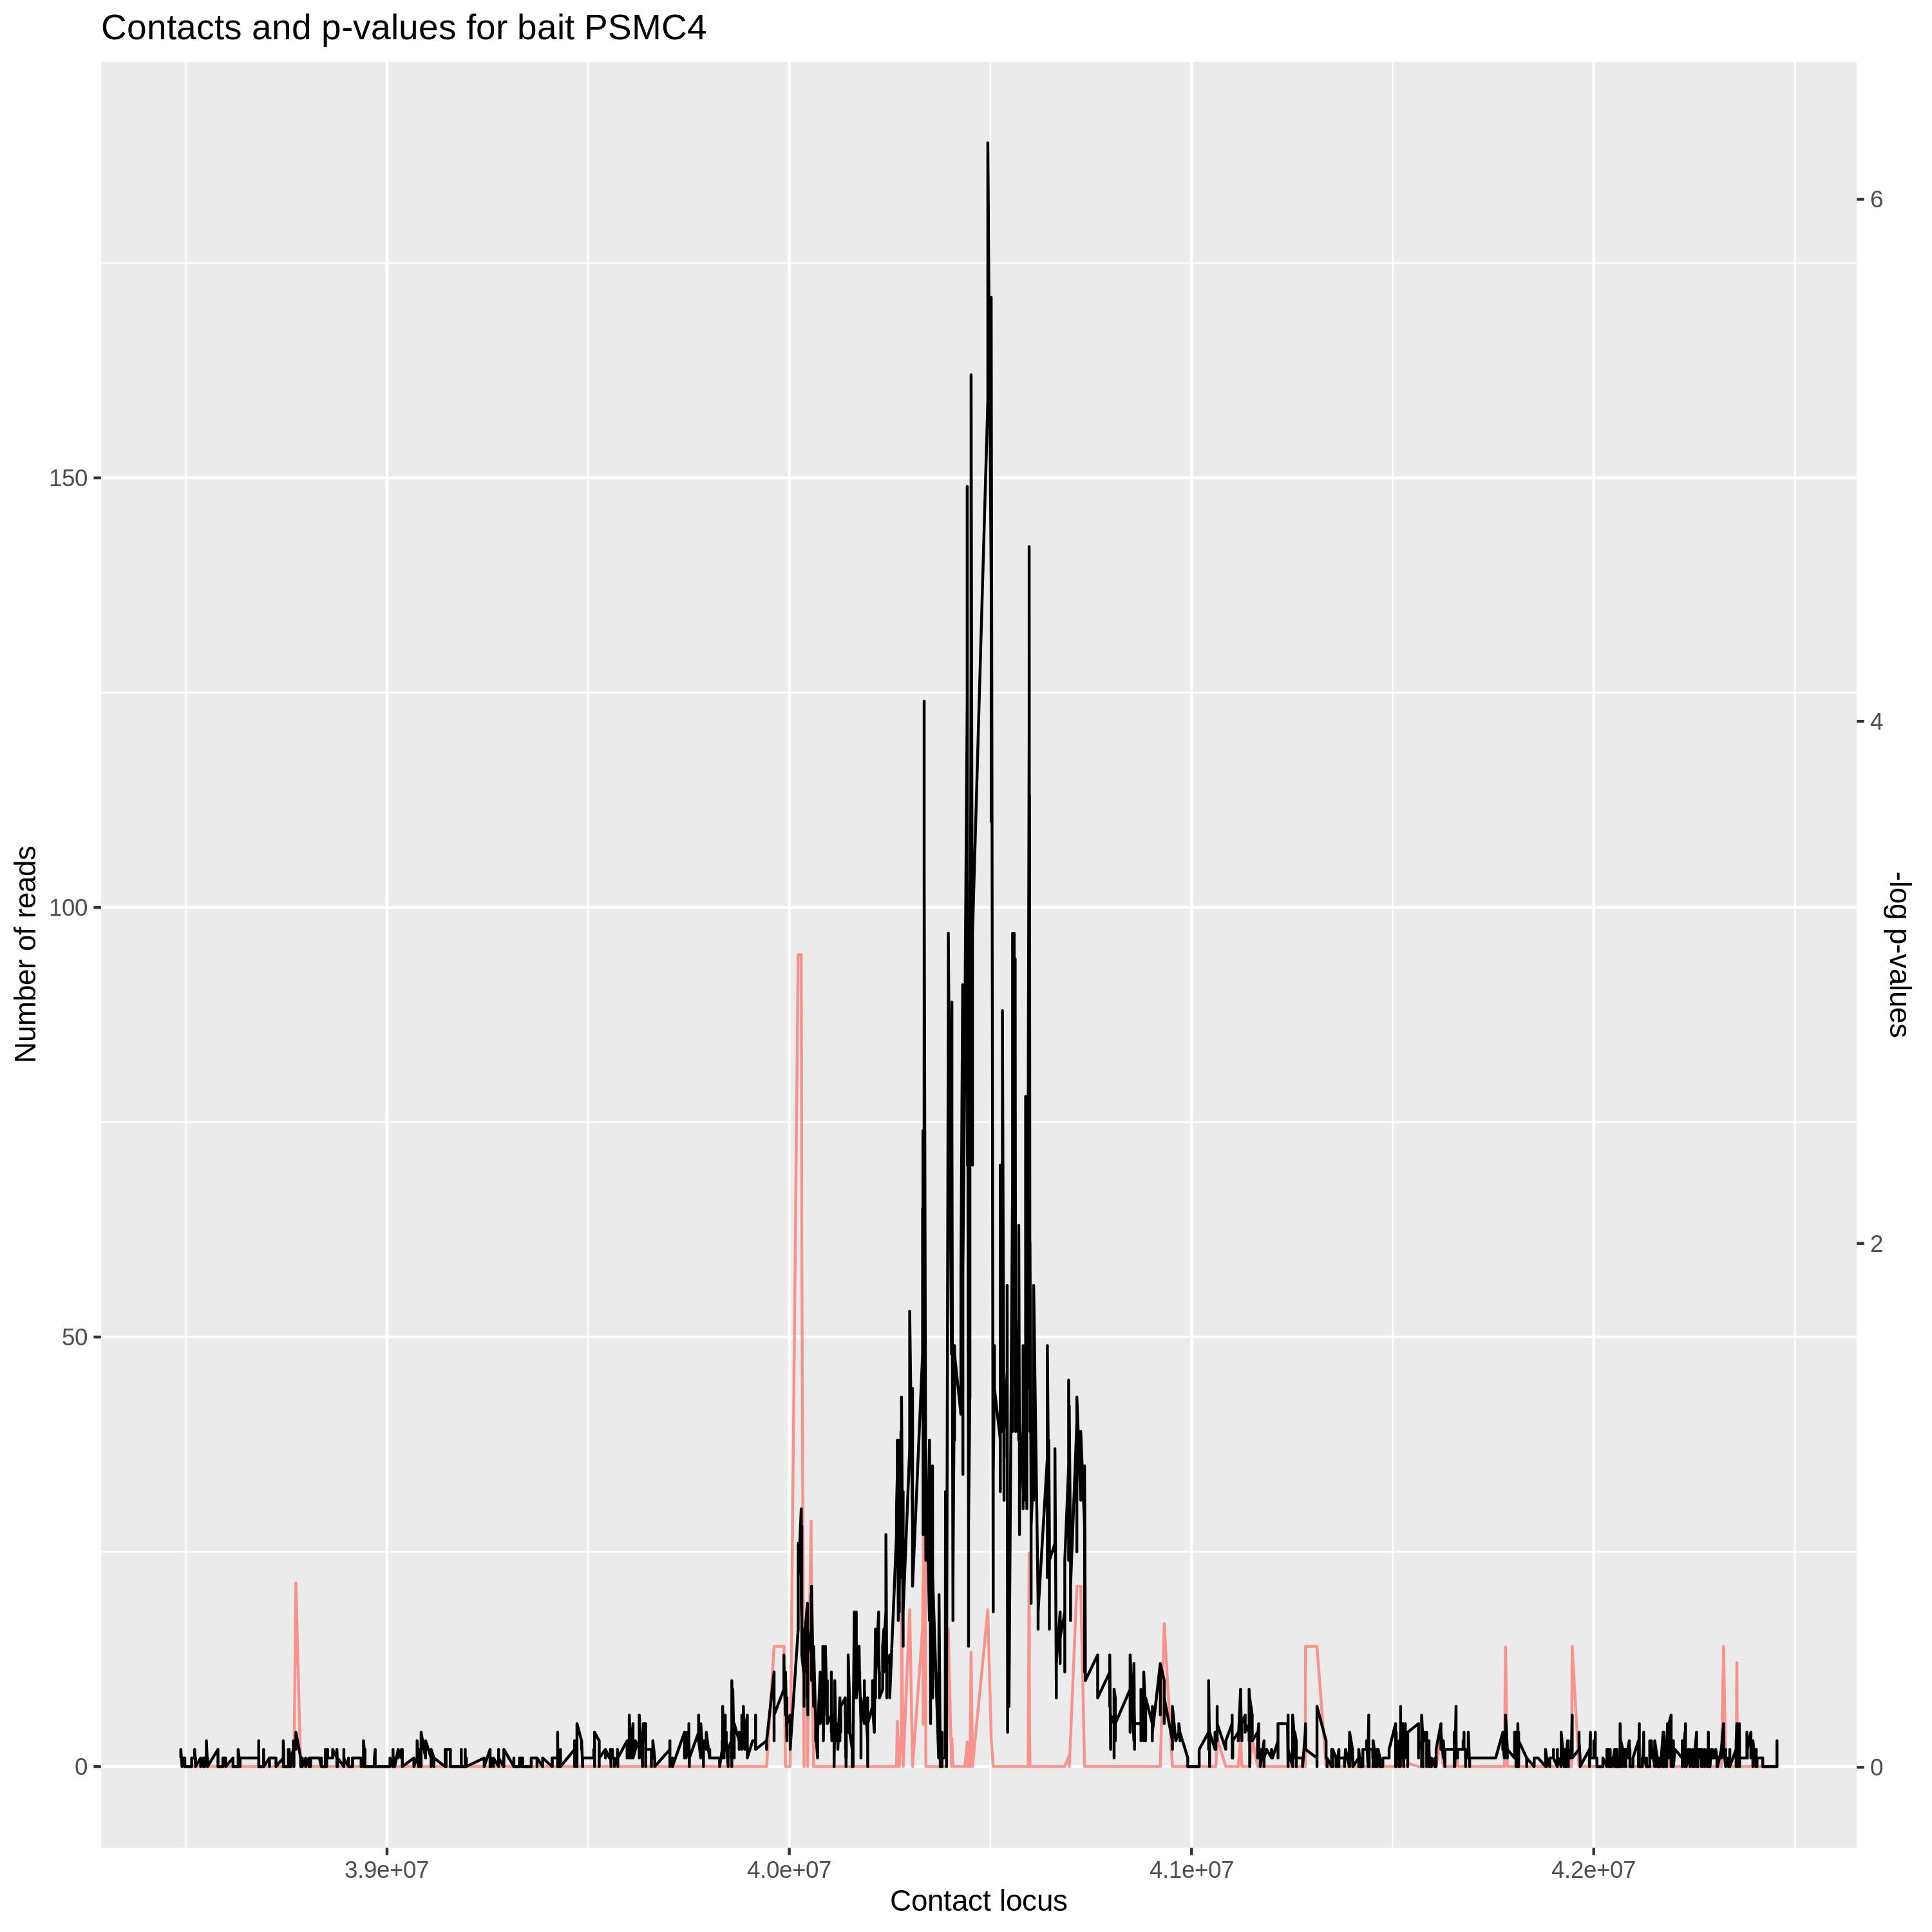 Contacts and p-values for bait PSMC4
Number of reads
150
100
50
0
6
4
2
0
-log p-values
3.9e+07
4.0e+07
4.1e+07
4.2e+07
Contact locus